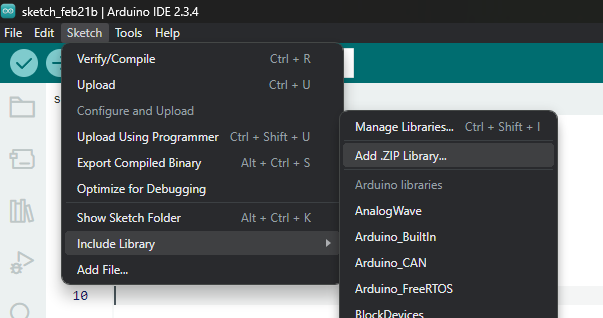 sketch_feb21b | Arduino IDE 2.3.4
File Edit Sketch Tools Help
Verify/Compile Ctrl + R
Upload Ctrl + U
Configure and Upload
Upload Using Programmer Ctrl + Shift + U
Export Compiled Binary Alt + Ctrl + S
Optimize for Debugging
Show Sketch Folder Alt + Ctrl + K
Include Library
Add File...
Manage Libraries... Ctrl + Shift + I
Add .ZIP Library...
Arduino libraries
AnalogWave
Arduino_BuiltIn
Arduino_CAN
Arduino_FreeRTOS
BlockDevices
10